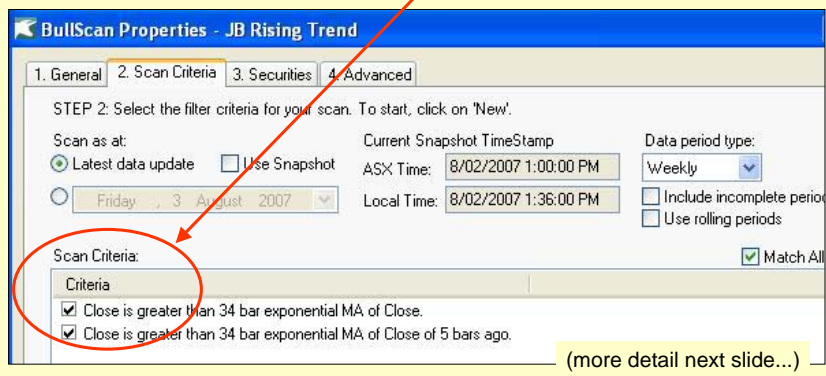 BullScan Properties - JB Rising Trend
1. General 2. Scan Criteria 3. Securities 4. Advanced
STEP 2: Select the filter criteria for your scan. To start, click on 'New'.
Scan as at: Current Snapshot TimeStamp Data period type:
Latest data update Use Snapshot ASX Time: 8/02/2007 1:00:00 PM Weekly
Friday , 3 August 2007 Local Time: 8/02/2007 1:36:00 PM Include incomplete perio
Use rolling periods
Scan Criteria: Match All
Criteria
Close is greater than 34 bar exponential MA of Close.
Close is greater than 34 bar exponential MA of Close of 5 bars ago.
(more detail next slide...)